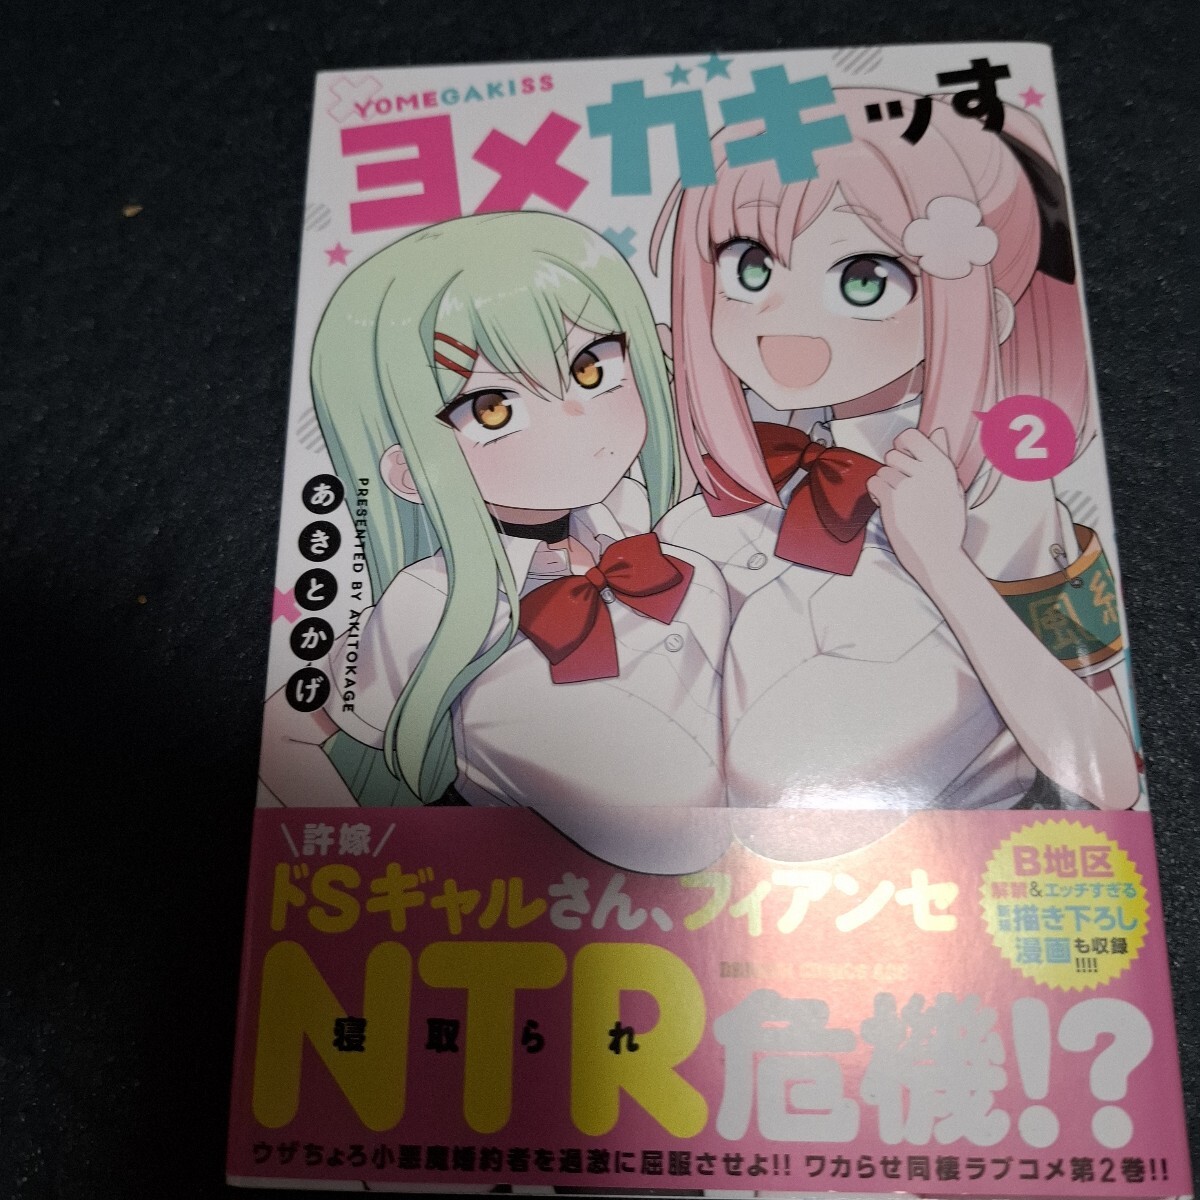 YOMEGAKISS
ヨメガキッす
2
あきとかげ
PRESENTED BY AKITOKAGE
風紀
\許嫁/
ドSギャルさん、フィアンセ
NTR危機!?
寝取られ
B地区
解禁&エッチすぎる
描き下ろし
漫画も収録
!!!!
ウザちょろ小悪魔婚約者を過激に屈服させよ!! ワカらせ同棲ラブコメ第2巻!!